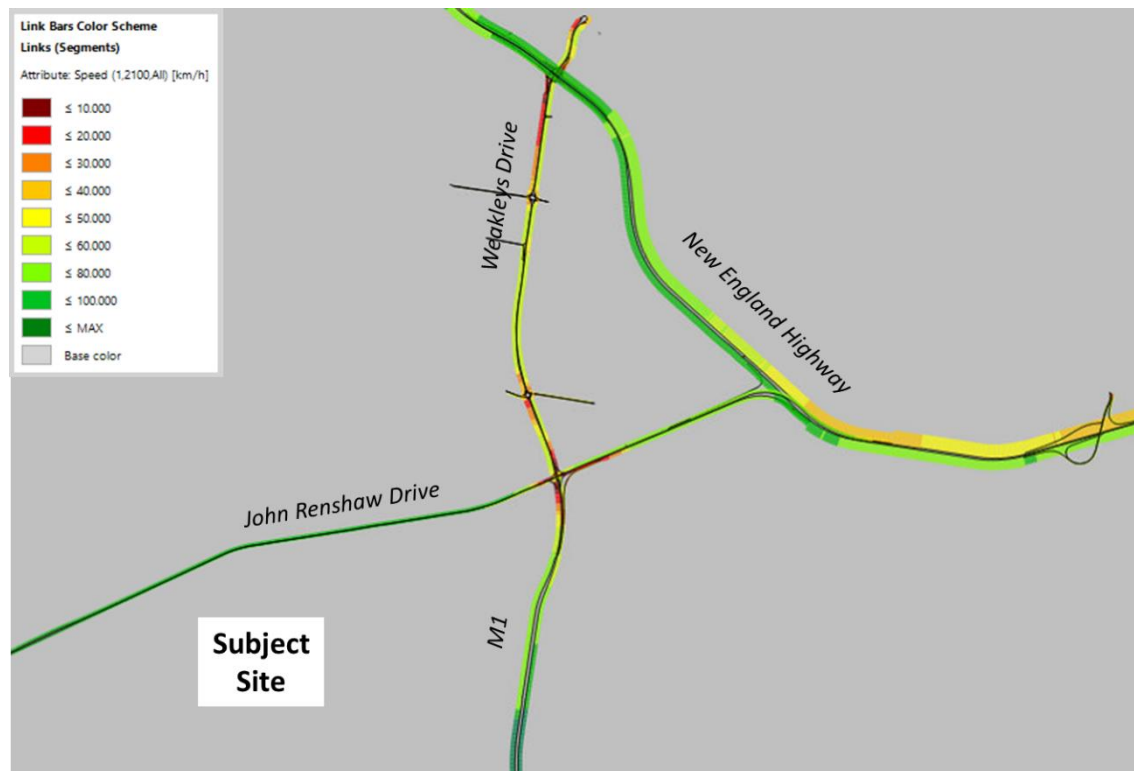 Link Bars Color Scheme
Links (Segments)
Attribute: Speed (1,2100,All) [km/h]
≤ 10.000
≤ 20.000
≤ 30.000
≤ 40.000
≤ 50.000
≤ 60.000
≤ 80.000
≤ 100.000
≤ MAX
Base color
Weakleys Drive
New England Highway
John Renshaw Drive
M1
Subject
Site